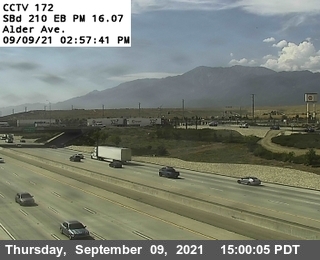 CCTV 172
SBd 210 EB PM 16.07
Alder Ave.
09/09/21 02:57:41 PM
Thursday, September 09, 2021 15:00:05 PDT